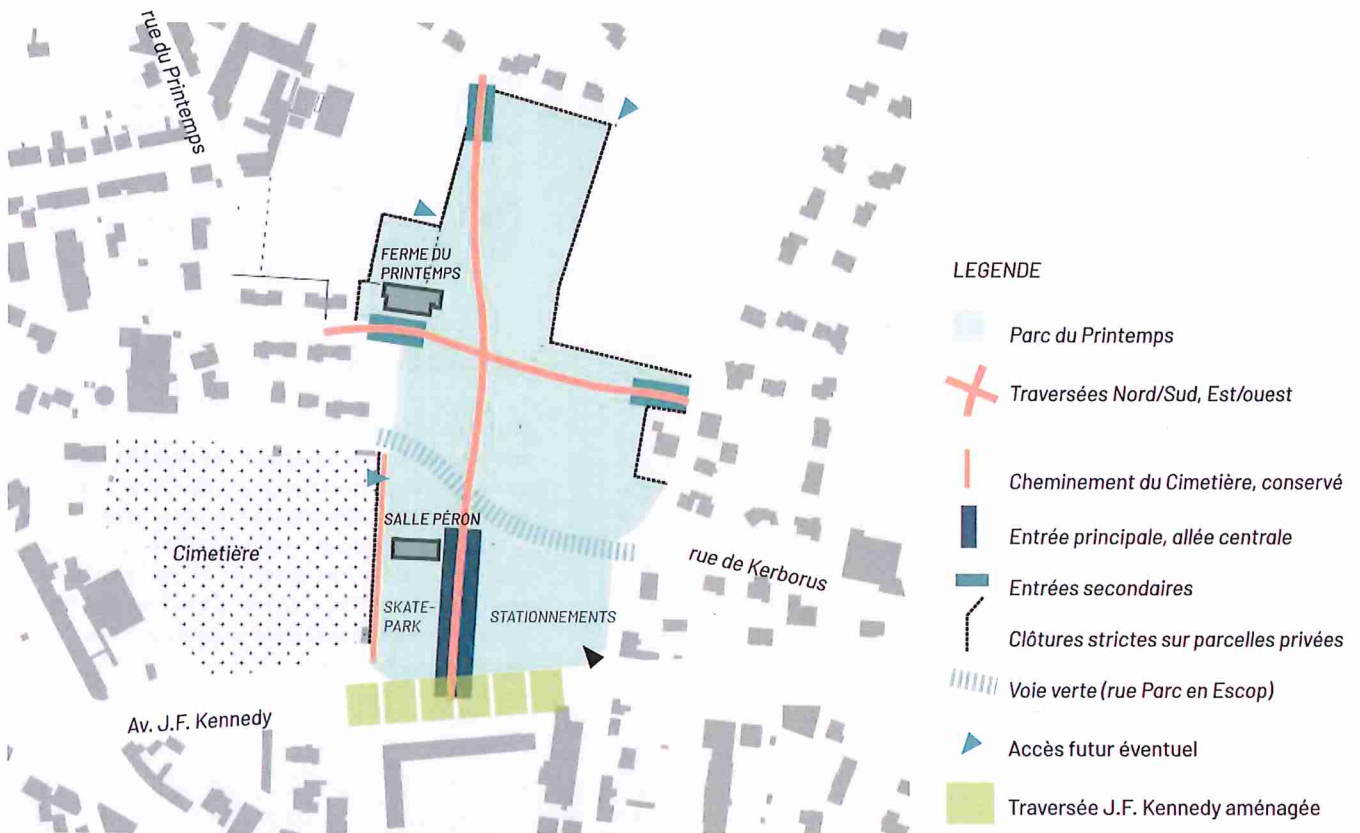 rue du Printemps
FERME DU
PRINTEMPS
SALLE PÉRON
Cimetière
rue de Kerborus
SKATE-
PARK
STATIONNEMENTS
Av. J.F. Kennedy
LEGENDE
Parc du Printemps
Traversées Nord/Sud, Est/ouest
Cheminement du Cimetière, conservé
Entrée principale, allée centrale
Entrées secondaires
Clôtures strictes sur parcelles privées
Voie verte (rue Parc en Escop)
Accès futur éventuel
Traversée J.F. Kennedy aménagée